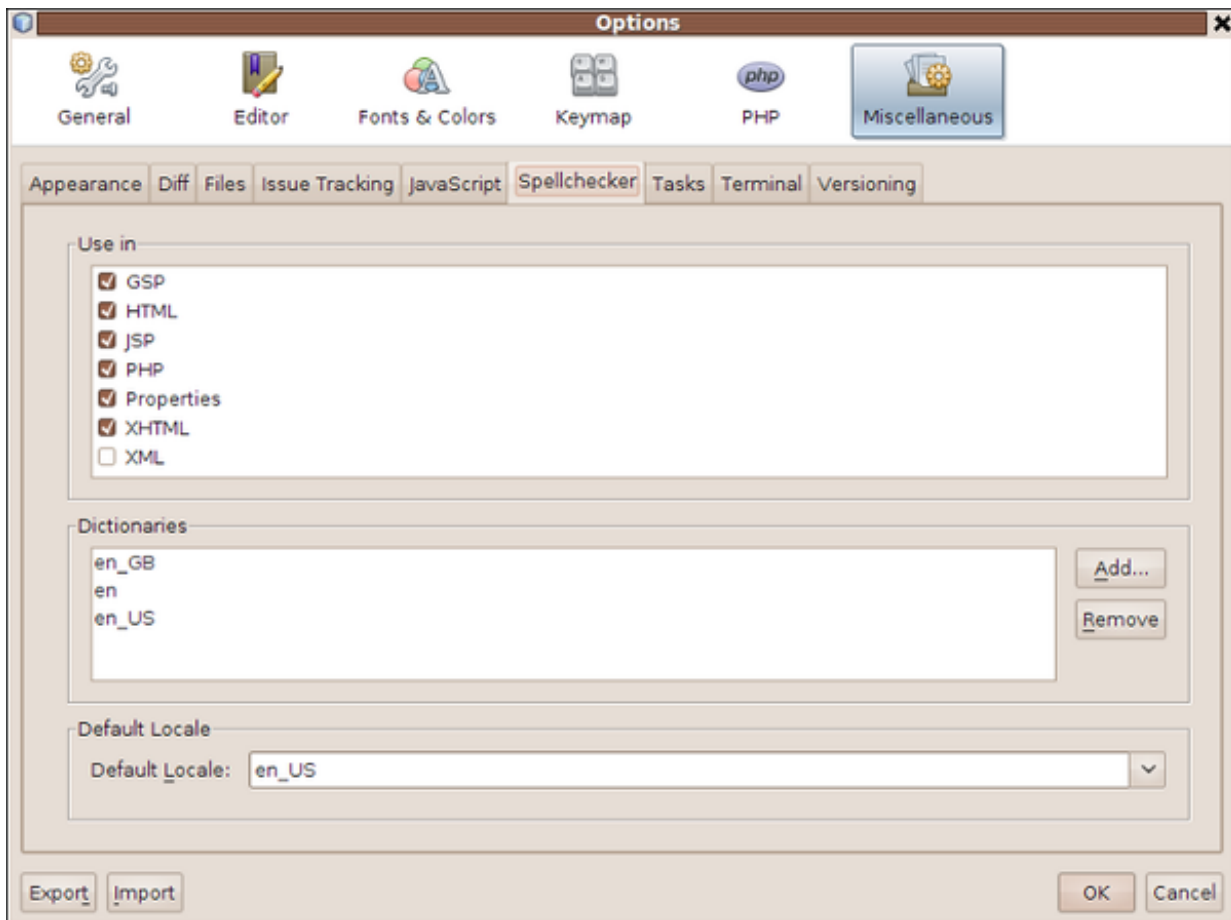 Options
General Editor Fonts & Colors Keymap php PHP Miscellaneous
Appearance Diff Files Issue Tracking JavaScript Spellchecker Tasks Terminal Versioning
Use in
GSP
HTML
JSP
PHP
Properties
XHTML
XML
Dictionaries
en_GB
en
en_US
Add...
Remove
Default Locale
Default Locale: en_US
Export Import OK Cancel